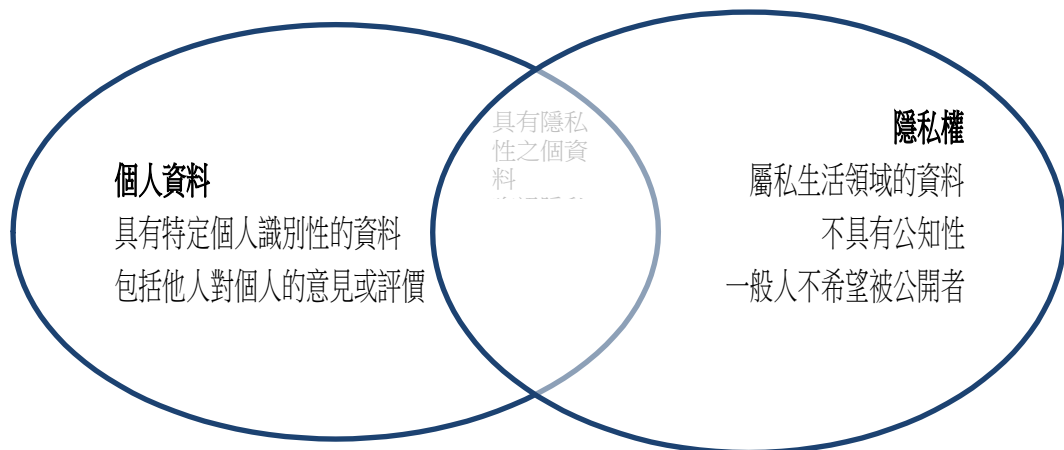 個人資料
具有特定個人識別性的資料
包括他人對個人的意見或評價
具有隱私
性之個資
料
隱私權
屬私生活領域的資料
不具有公知性
一般人不希望被公開者